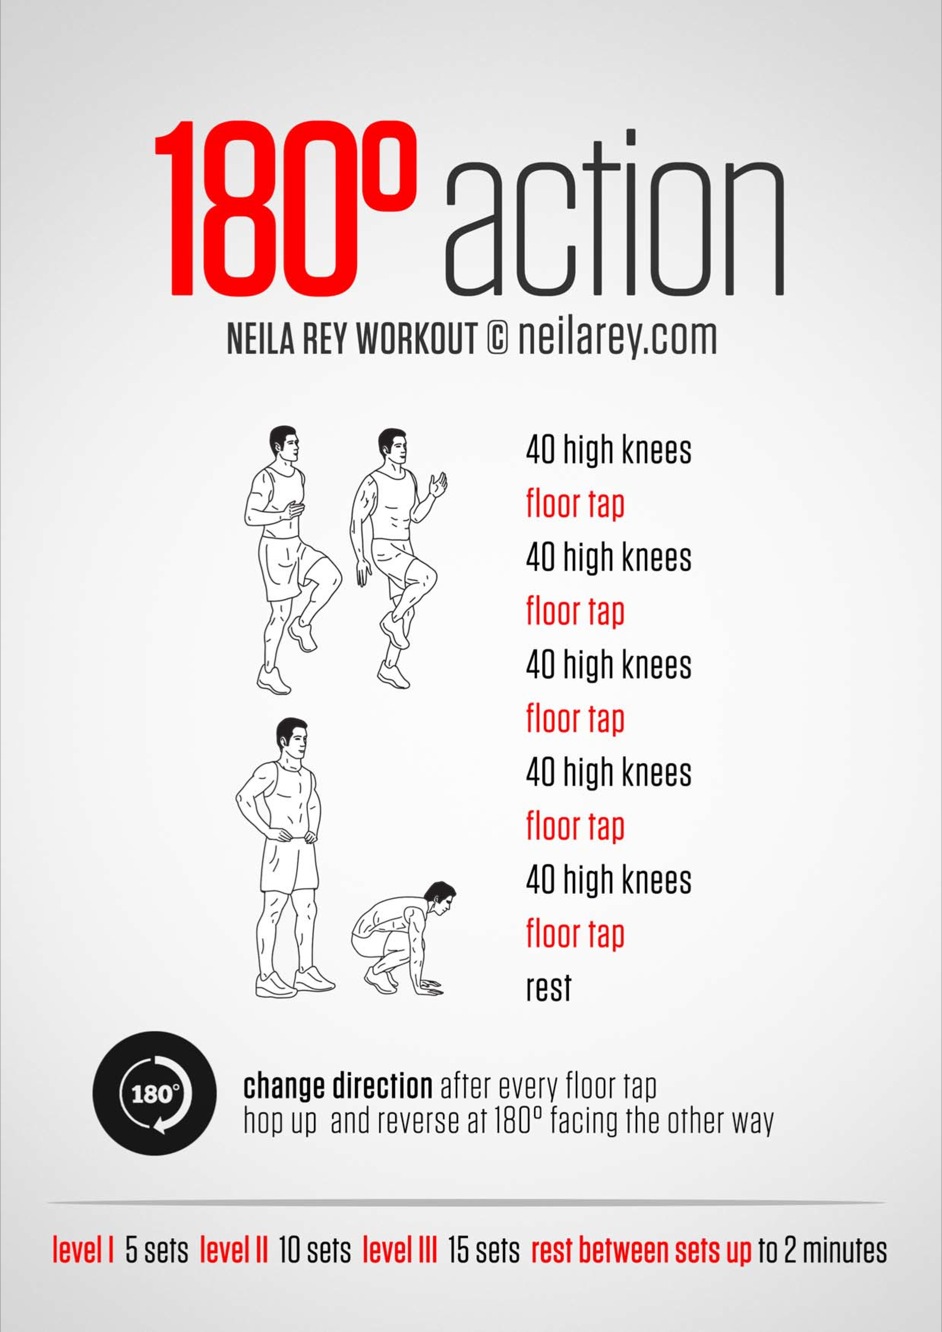 180º action
NEILA REY WORKOUT © neilarey.com
40 high knees
floor tap
40 high knees
floor tap
40 high knees
floor tap
40 high knees
floor tap
40 high knees
floor tap
rest
180°
change direction after every floor tap
hop up and reverse at 180º facing the other way
level I 5 sets level II 10 sets level III 15 sets rest between sets up to 2 minutes